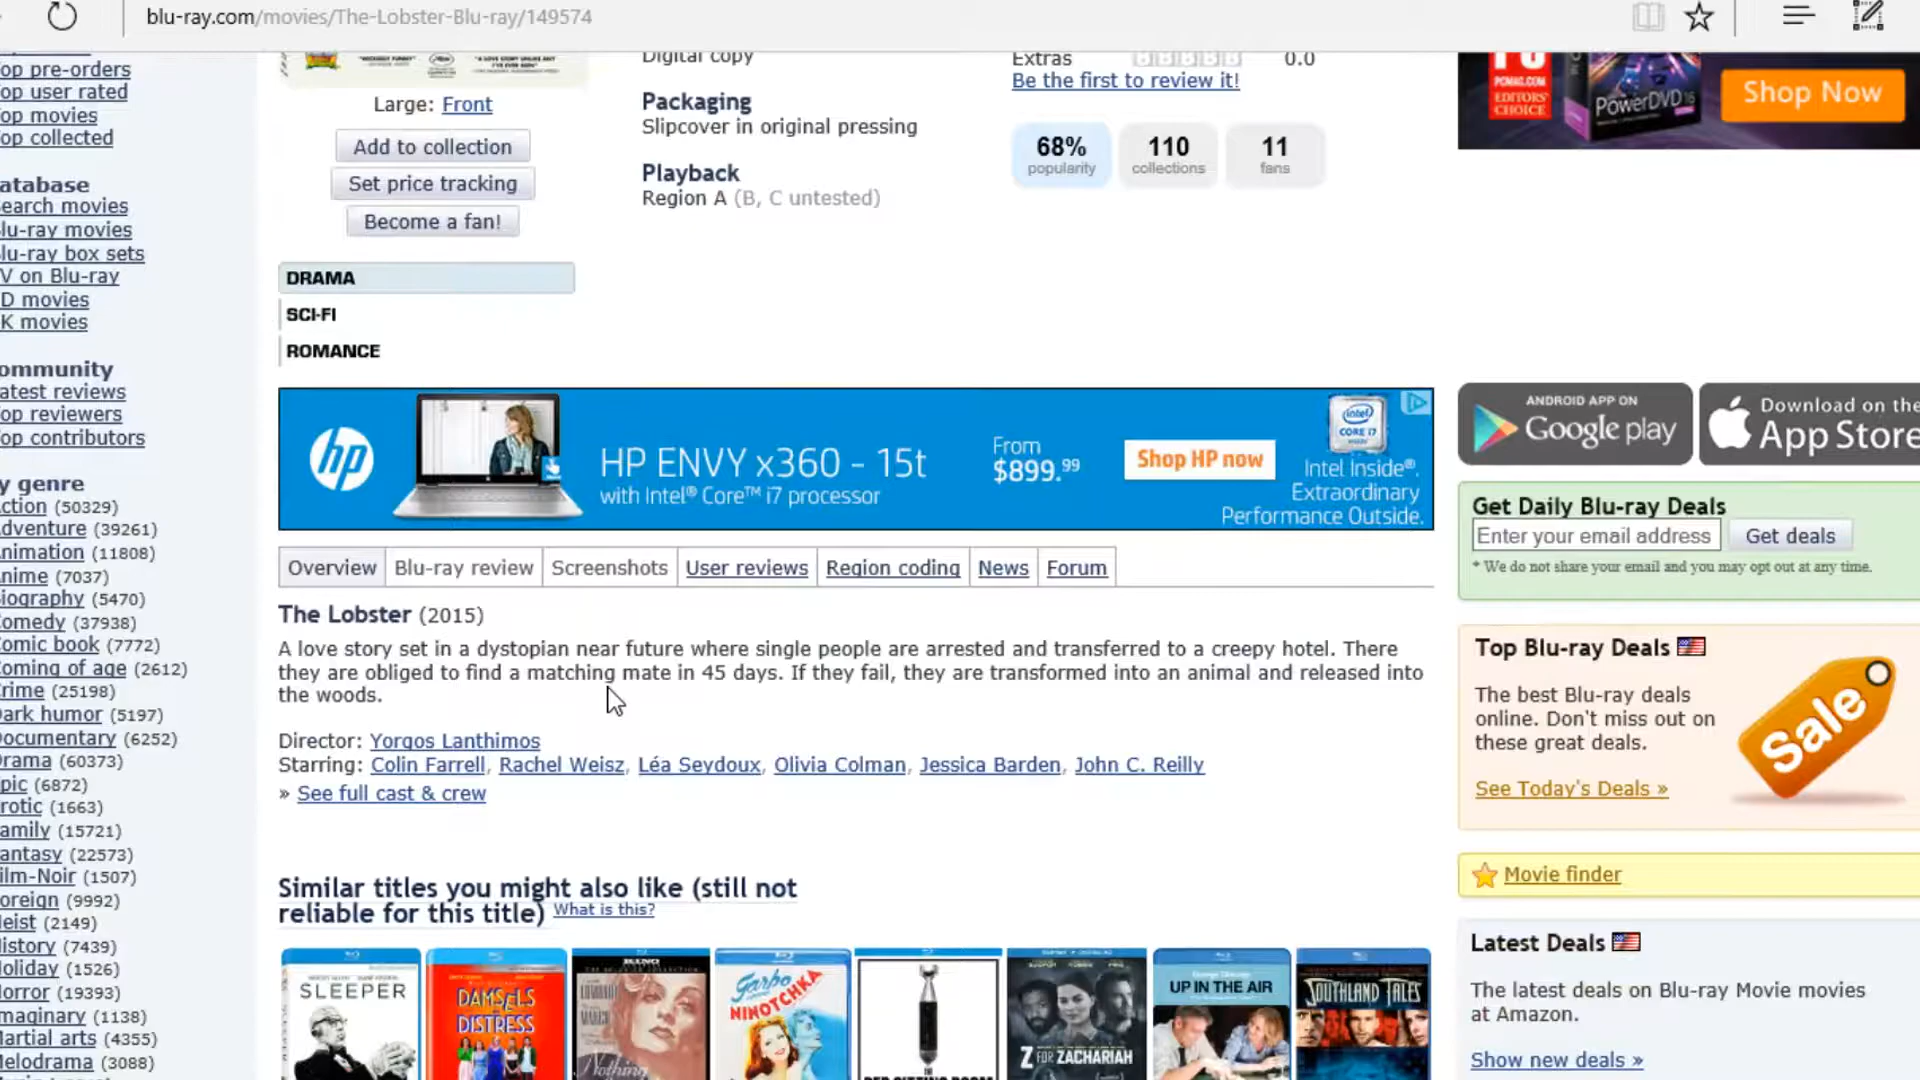 blu-ray.com/movies/The-Lobster-Blu-ray/149574
op pre-orders
op user rated
op movies
op collected
atabase
earch movies
lu-ray movies
lu-ray box sets
V on Blu-ray
D movies
K movies
ommunity
atest reviews
op reviewers
op contributors
y genre
ction (50329)
dventure (39261)
nimation (11808)
nime (7037)
iography (5470)
omedy (37938)
omic book (7772)
oming of age (2612)
rime (25198)
ark humor (5197)
ocumentary (6252)
rama (60373)
pic (6872)
rotic (1663)
amily (15721)
antasy (22573)
ilm-Noir (1507)
oreign (9992)
eist (2149)
istory (7439)
oliday (1526)
orror (19393)
maginary (1138)
artial arts (4355)
elodrama (3088)
Large: Front
Add to collection
Set price tracking
Become a fan!
DRAMA
SCI-FI
ROMANCE
Digital copy
Packaging
Slipcover in original pressing
Playback
Region A (B, C untested)
Extras 0.0
Be the first to review it!
68% 110 11
popularity collections fans
hp
HP ENVY x360 - 15t
with Intel® Core™ i7 processor
From
$899.99
Shop HP now
intel
CORE i7
Intel Inside®.
Extraordinary
Performance Outside.
Overview Blu-ray review Screenshots User reviews Region coding News Forum
The Lobster (2015)
A love story set in a dystopian near future where single people are arrested and transferred to a creepy hotel. There
they are obliged to find a matching mate in 45 days. If they fail, they are transformed into an animal and released into
the woods.
Director: Yorgos Lanthimos
Starring: Colin Farrell, Rachel Weisz, Léa Seydoux, Olivia Colman, Jessica Barden, John C. Reilly
» See full cast & crew
Similar titles you might also like (still not
reliable for this title) What is this?
SLEEPER
DAMSELS
IN
DISTRESS
Nothing
Garbo
NINOTCHKA
Z FOR ZACHARIAH
UP IN THE AIR
SOUTHLAND TALES
PCMAG.COM
EDITORS'
CHOICE
PowerDVD 16
Shop Now
ANDROID APP ON
Google play
Download on the
App Store
Get Daily Blu-ray Deals
Enter your email address
Get deals
* We do not share your email and you may opt out at any time.
Top Blu-ray Deals
The best Blu-ray deals
online. Don't miss out on
these great deals.
See Today's Deals »
Sale
Movie finder
Latest Deals
The latest deals on Blu-ray Movie movies
at Amazon.
Show new deals »